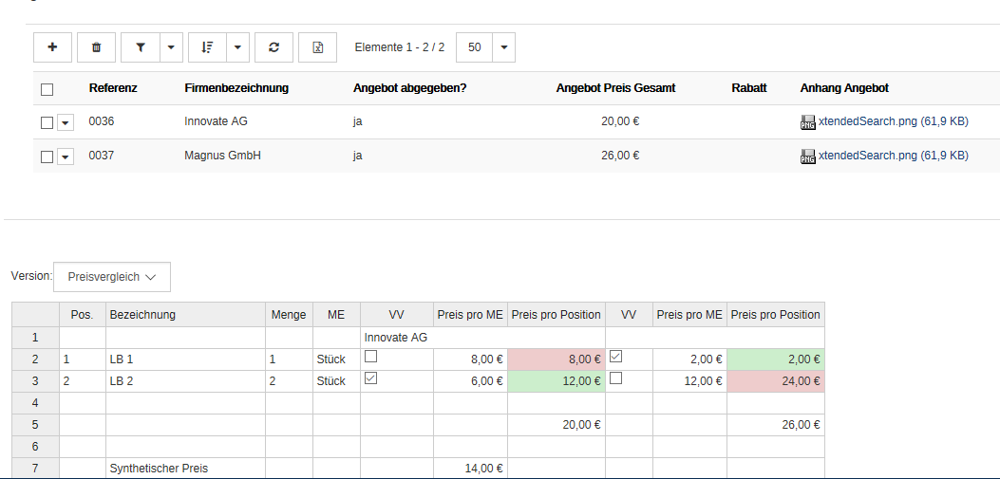 Elemente 1 - 2 / 2 50
Referenz Firmenbezeichnung Angebot abgegeben? Angebot Preis Gesamt Rabatt Anhang Angebot
0036 Innovate AG ja 20,00 € PNG xtendedSearch.png (61,9 KB)
0037 Magnus GmbH ja 26,00 € PNG xtendedSearch.png (61,9 KB)
Version: Preisvergleich
Pos. Bezeichnung Menge ME VV Preis pro ME Preis pro Position VV Preis pro ME Preis pro Position
1 Innovate AG
2 1 LB 1 1 Stück 8,00 € 8,00 € 2,00 € 2,00 €
3 2 LB 2 2 Stück 6,00 € 12,00 € 12,00 € 24,00 €
4
5 20,00 € 26,00 €
6
7 Synthetischer Preis 14,00 €